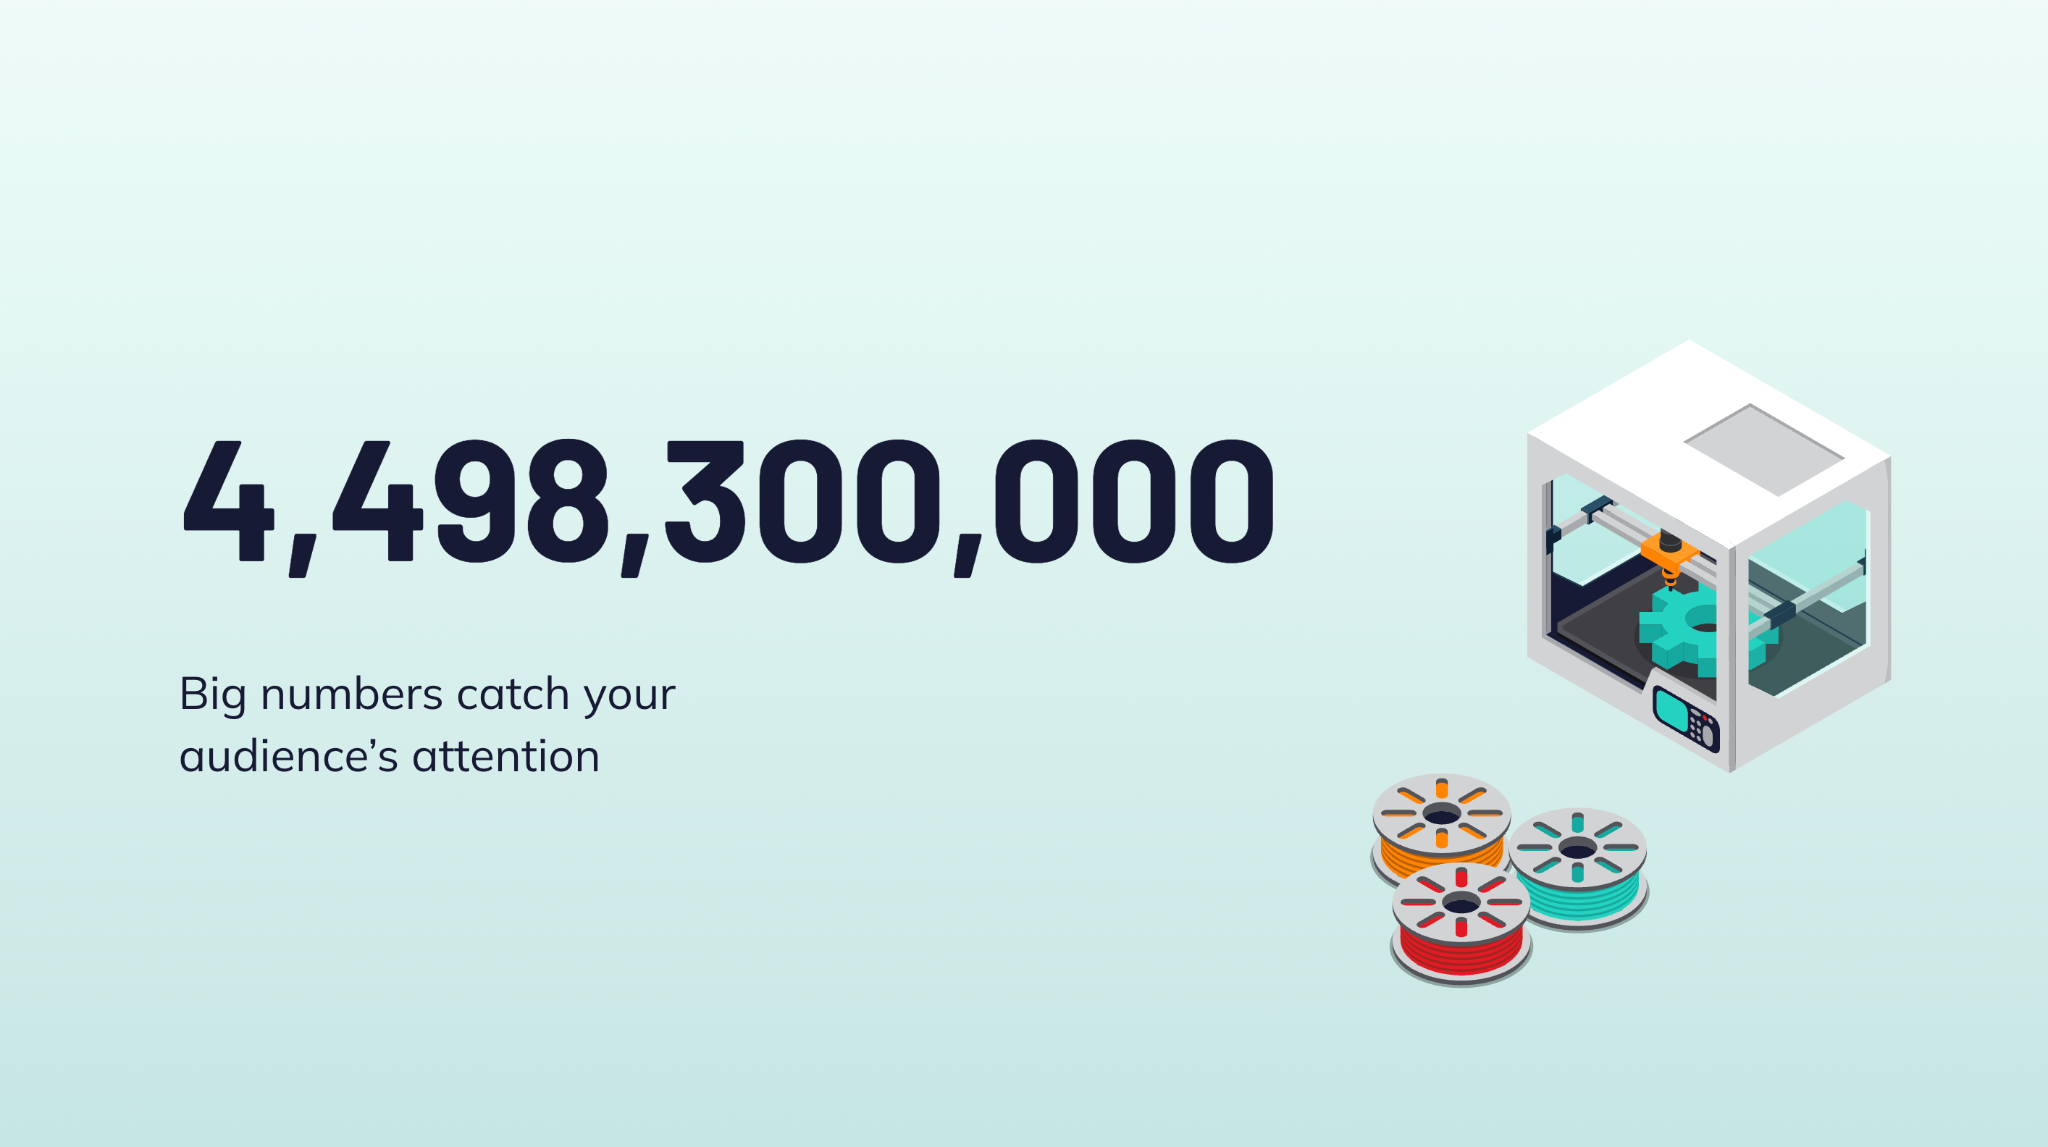 4,498,300,000
Big numbers catch your
audience’s attention